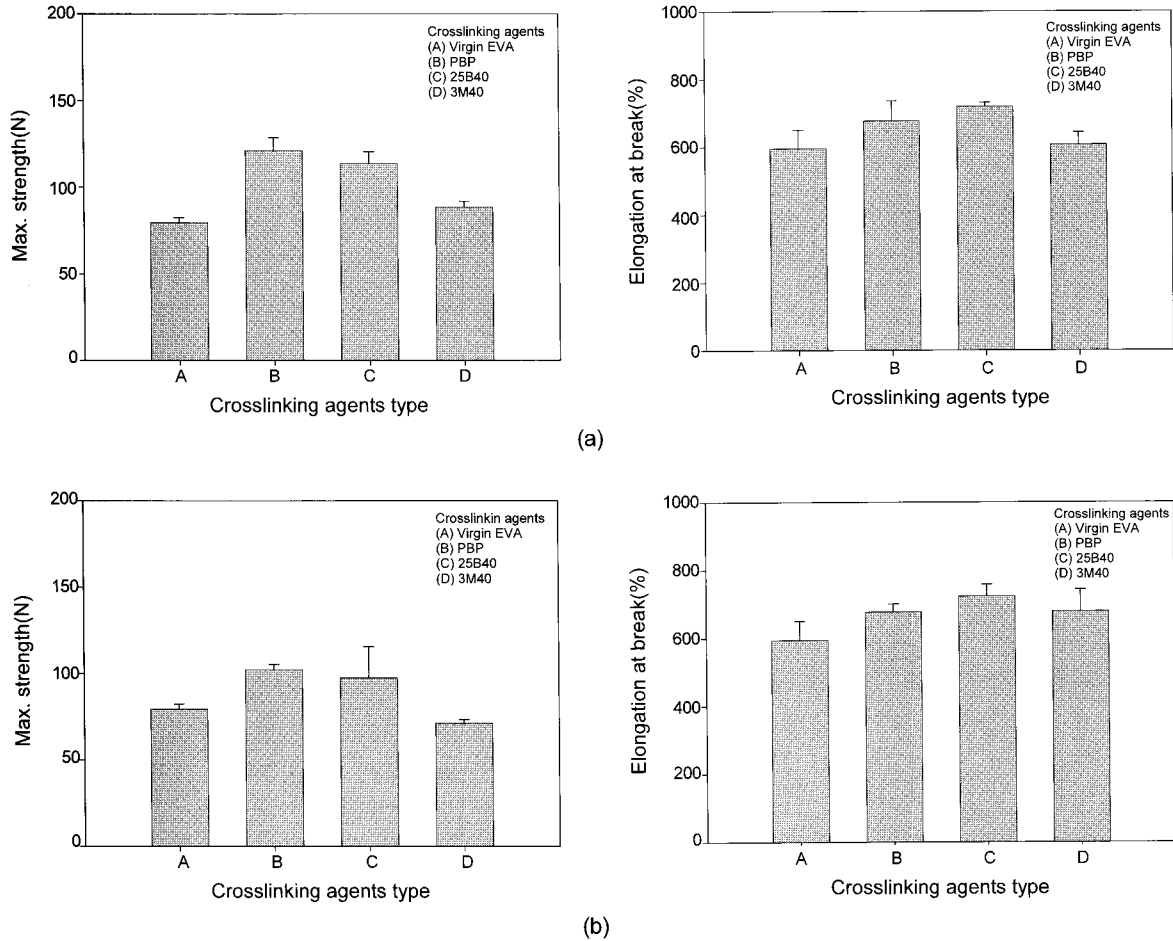 200
150
100
50
0
Max. strength(N)
Crosslinking agents
(A) Virgin EVA
(B) PBP
(C) 25B40
(D) 3M40
A B C D
Crosslinking agents type
1000
800
600
400
200
0
Elongation at break(%)
Crosslinking agents
(A) Virgin EVA
(B) PBP
(C) 25B40
(D) 3M40
A B C D
Crosslinking agents type
(a)
200
150
100
50
0
Max. strength(N)
Crosslinkin agents
(A) Virgin EVA
(B) PBP
(C) 25B40
(D) 3M40
A B C D
Crosslinking agents type
1000
800
600
400
200
0
Elongation at break(%)
Crosslinking agents
(A) Virgin EVA
(B) PBP
(C) 25B40
(D) 3M40
A B C D
Crosslinking agents type
(b)